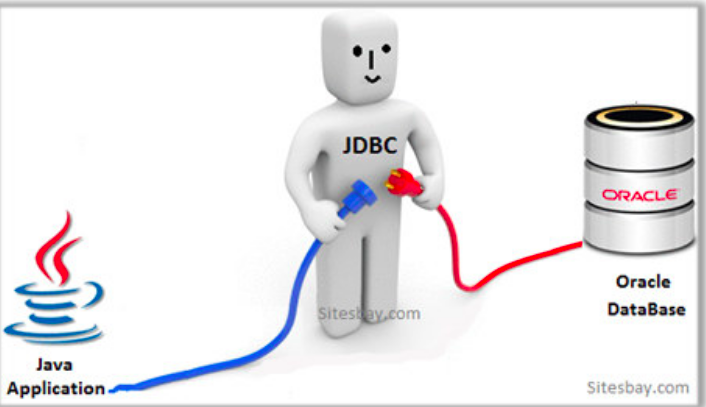 JDBC
ORACLE
Oracle
DataBase
Sitesbay.com
Java
Application
Sitesbay.com